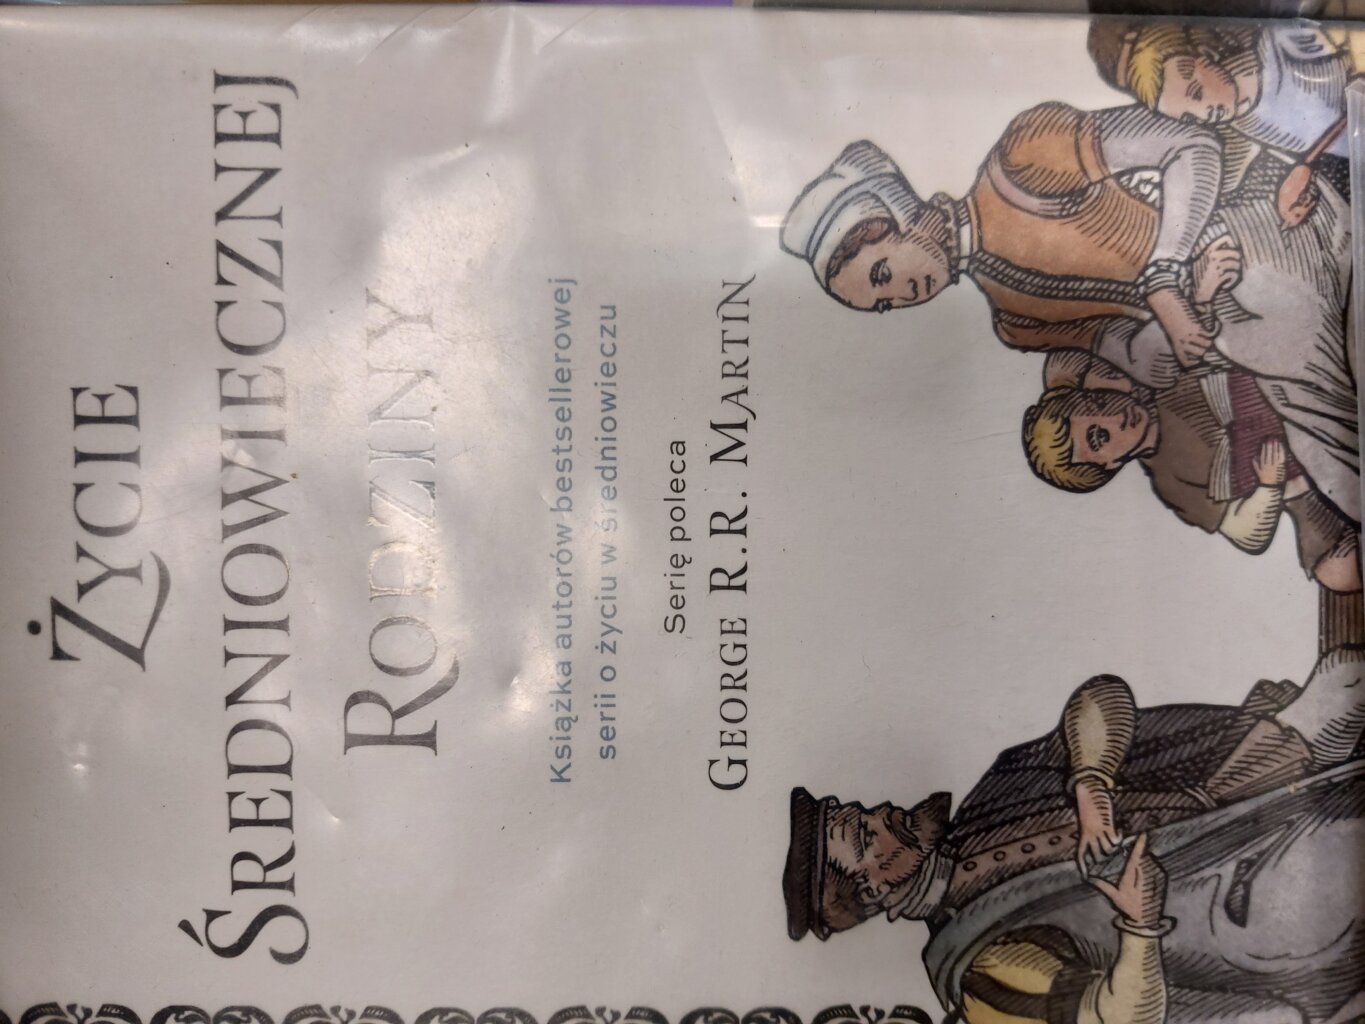 Życie
Średniowiecznej
Rodziny
Książka autorów bestsellerowej
serii o życiu w średniowieczu
Serię poleca
George R.R. Martin